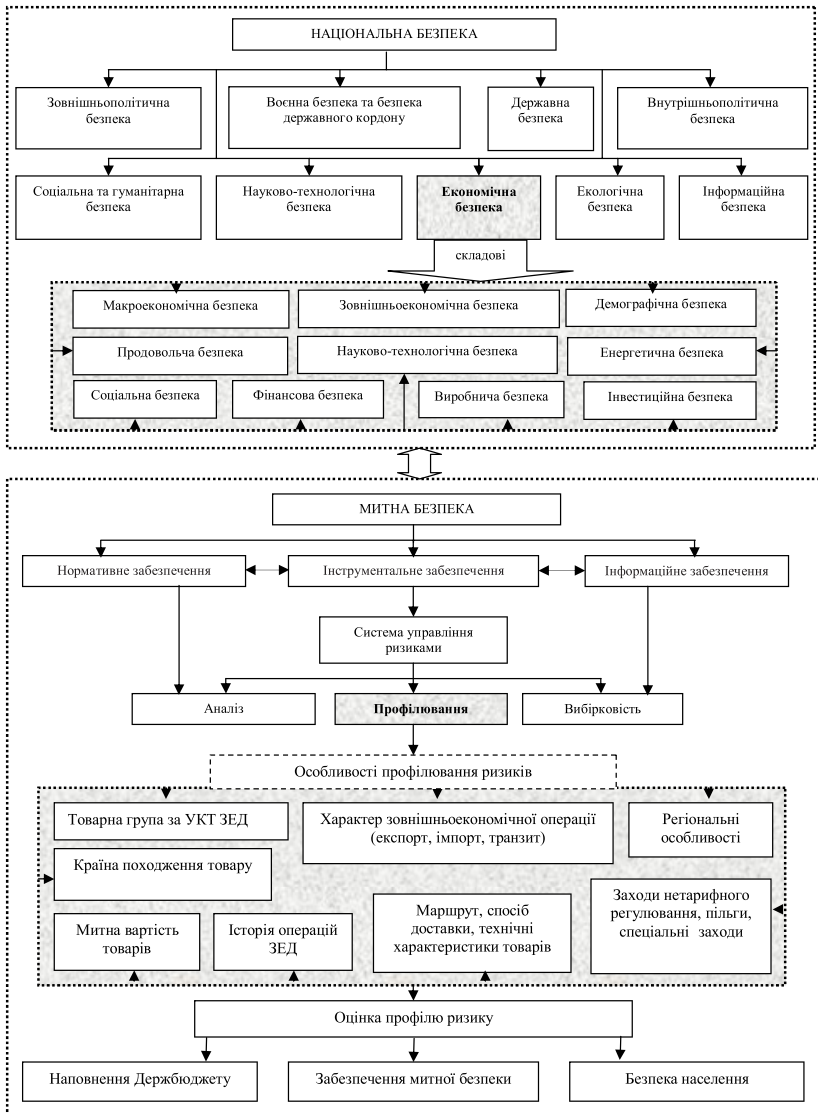 НАЦІОНАЛЬНА БЕЗПЕКА
Зовнішньополітична
безпека
Воєнна безпека та безпека
державного кордону
Державна
безпека
Внутрішньополітична
безпека
Соціальна та гуманітарна
безпека
Науково-технологічна
безпека
Економічна
безпека
Екологічна
безпека
Інформаційна
безпека
складові
Макроекономічна безпека
Зовнішньоекономічна безпека
Демографічна безпека
Продовольча безпека
Науково-технологічна безпека
Енергетична безпека
Соціальна безпека
Фінансова безпека
Виробнича безпека
Інвестиційна безпека
МИТНА БЕЗПЕКА
Нормативне забезпечення
Інструментальне забезпечення
Інформаційне забезпечення
Система управління
ризиками
Аналіз
Профілювання
Вибірковість
Особливості профілювання ризиків
Товарна група за УКТ ЗЕД
Характер зовнішньоекономічної операції
(експорт, імпорт, транзит)
Регіональні
особливості
Країна походження товару
Митна вартість
товарів
Історія операцій
ЗЕД
Маршрут, спосіб
доставки, технічні
характеристики товарів
Заходи нетарифного
регулювання, пільги,
спеціальні заходи
Оцінка профілю ризику
Наповнення Держбюджету
Забезпечення митної безпеки
Безпека населення